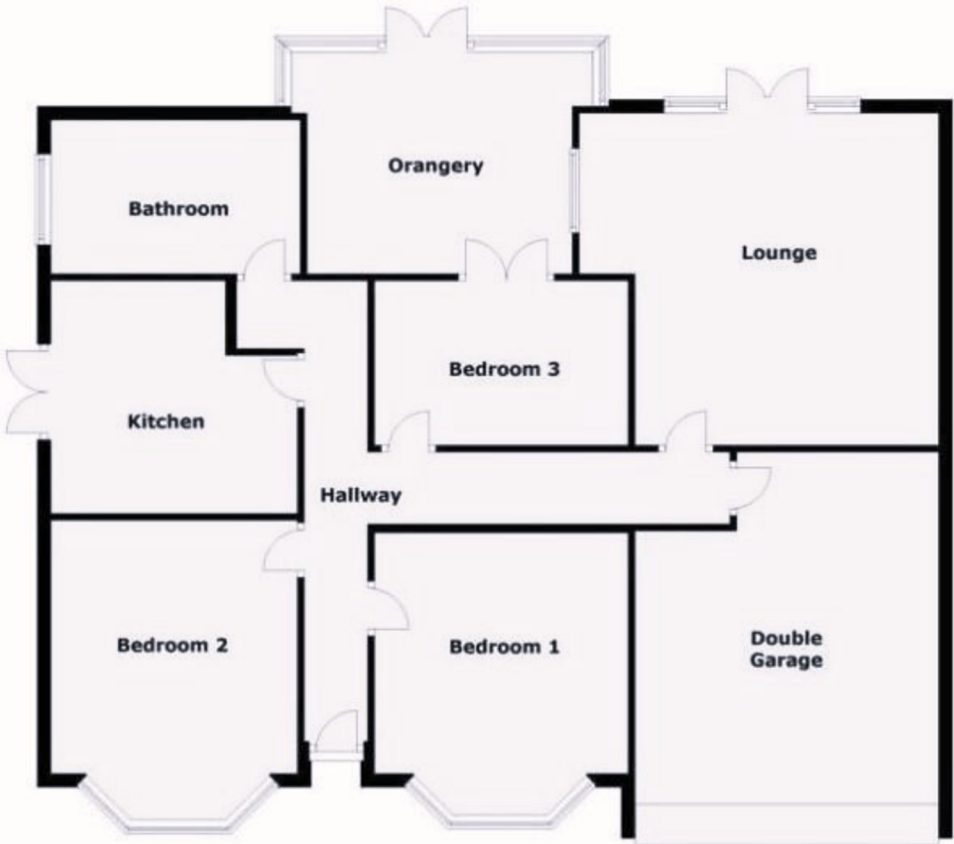 Orangery
Bathroom
Lounge
Bedroom 3
Kitchen
Hallway
Bedroom 2
Bedroom 1
Double
Garage